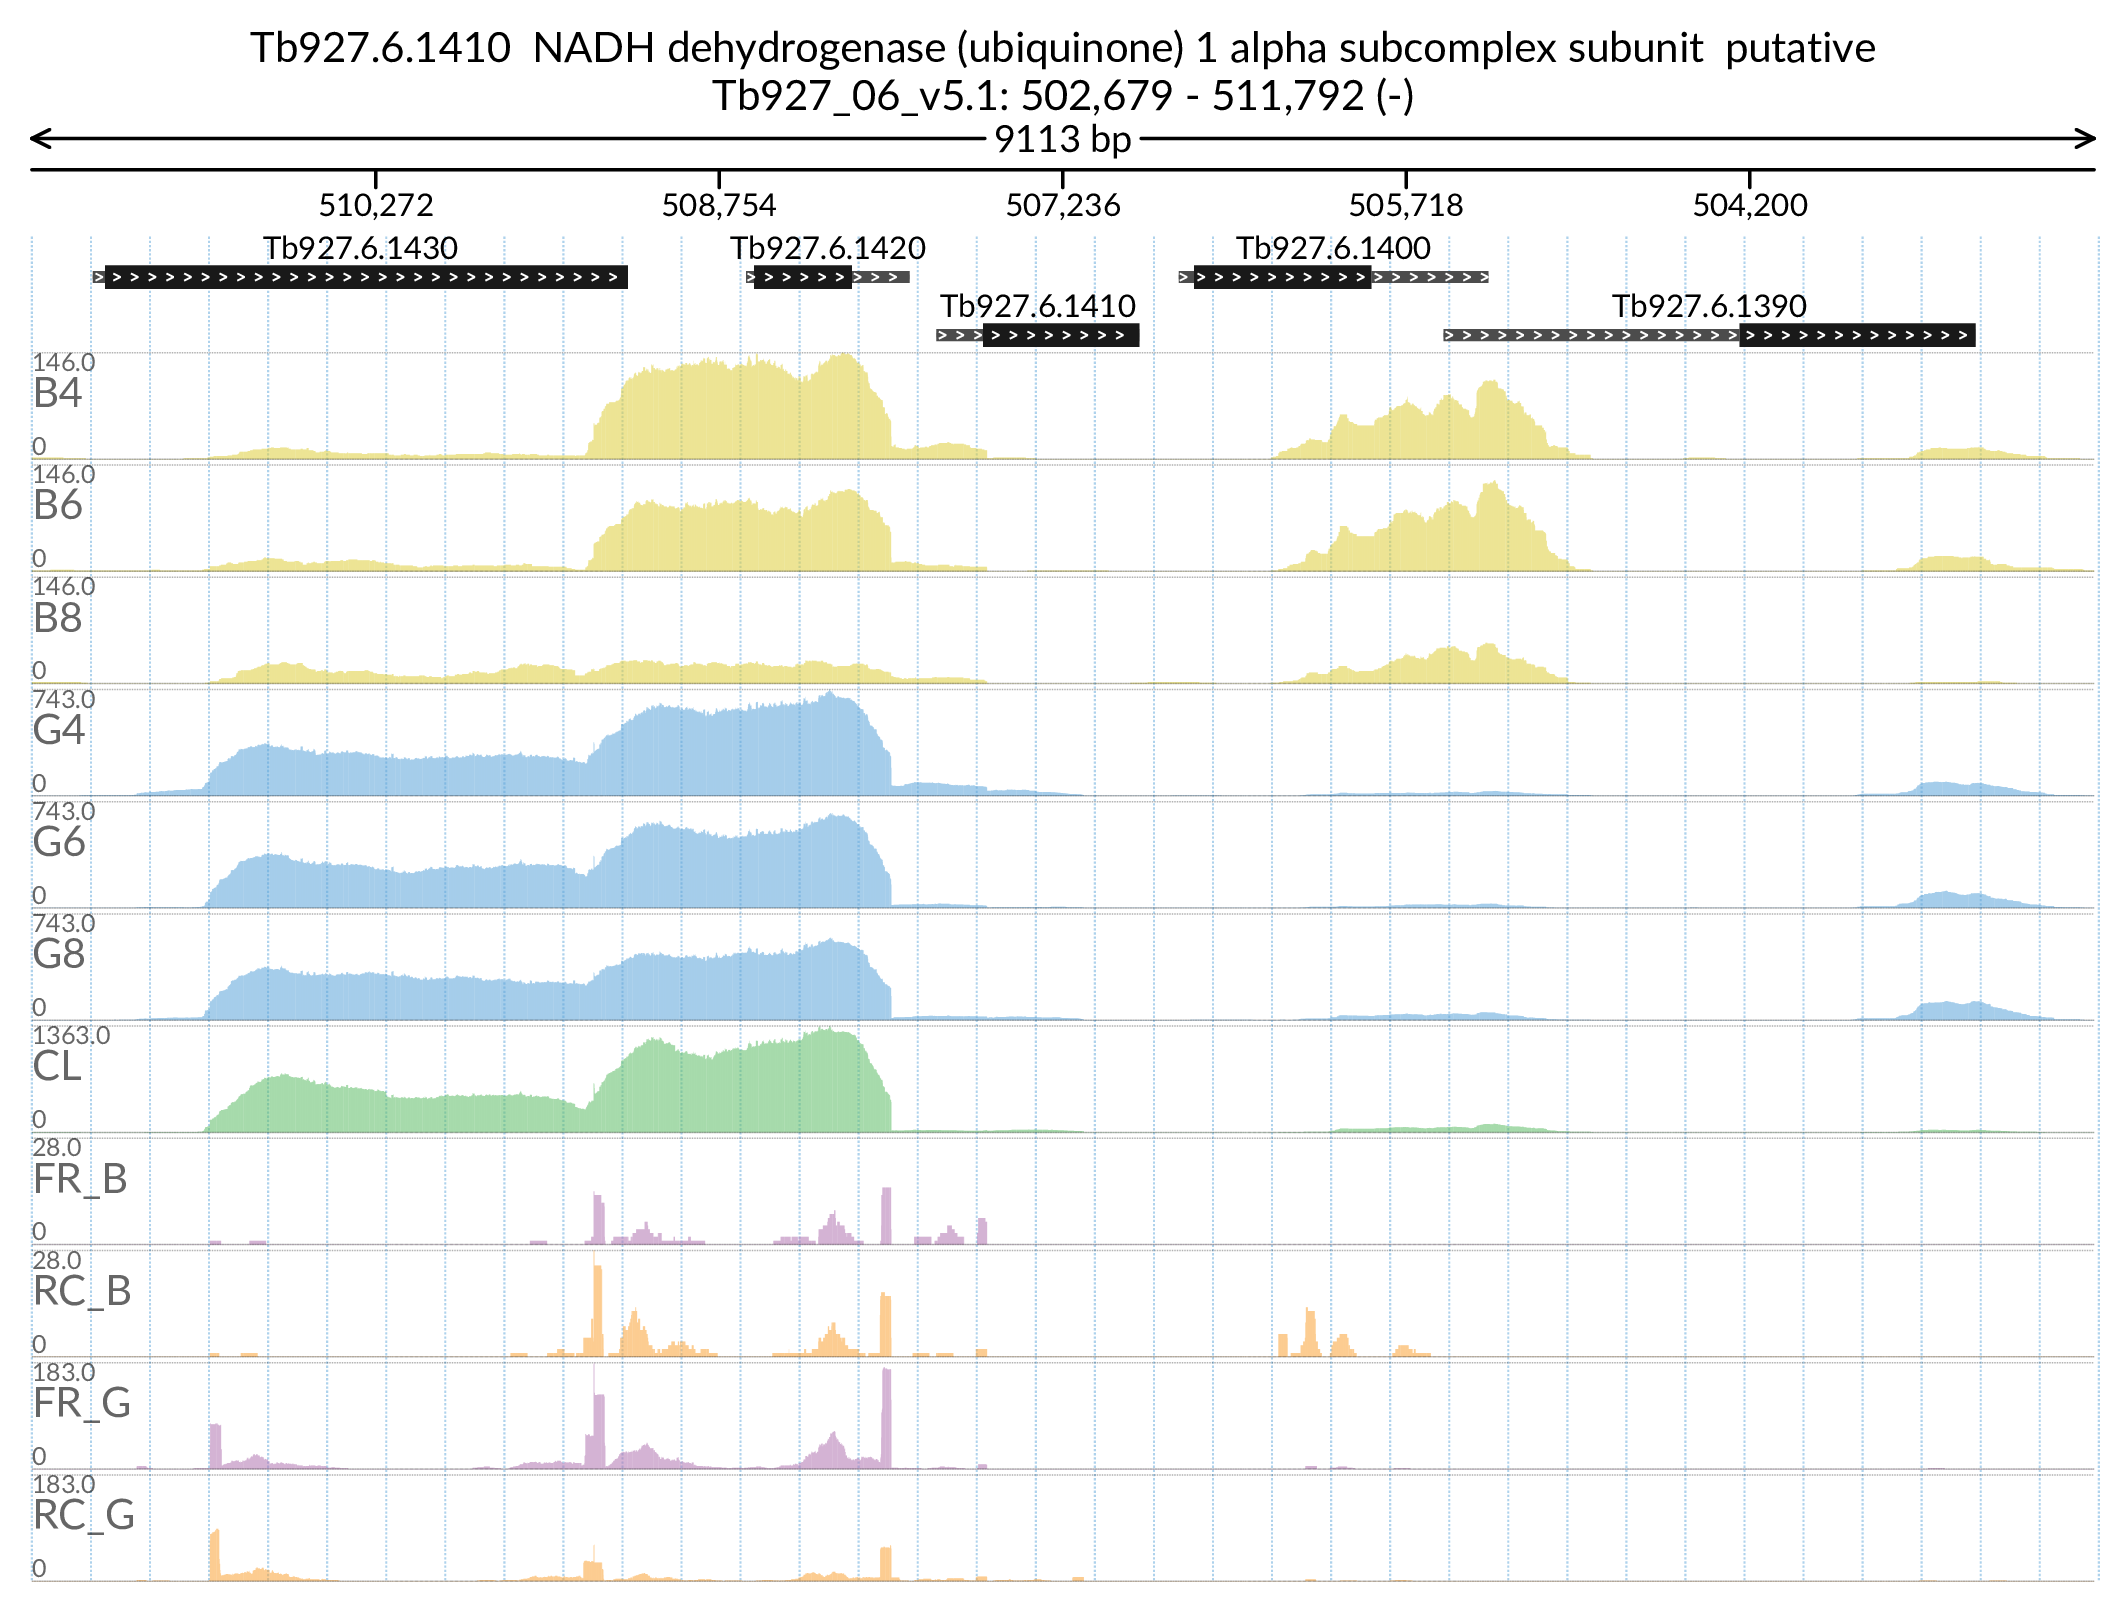 Tb927.6.1410 NADH dehydrogenase (ubiquinone) 1 alpha subcomplex subunit putative
Tb927_06_v5.1: 502,679 - 511,792 (-)
9113 bp
510,272 508,754 507,236 505,718 504,200
Tb927.6.1430 Tb927.6.1420 Tb927.6.1400
Tb927.6.1410 Tb927.6.1390
146.0
B4
0
146.0
B6
0
146.0
B8
0
743.0
G4
0
743.0
G6
0
743.0
G8
0
1363.0
CL
0
28.0
FR_B
0
28.0
RC_B
0
183.0
FR_G
0
183.0
RC_G
0